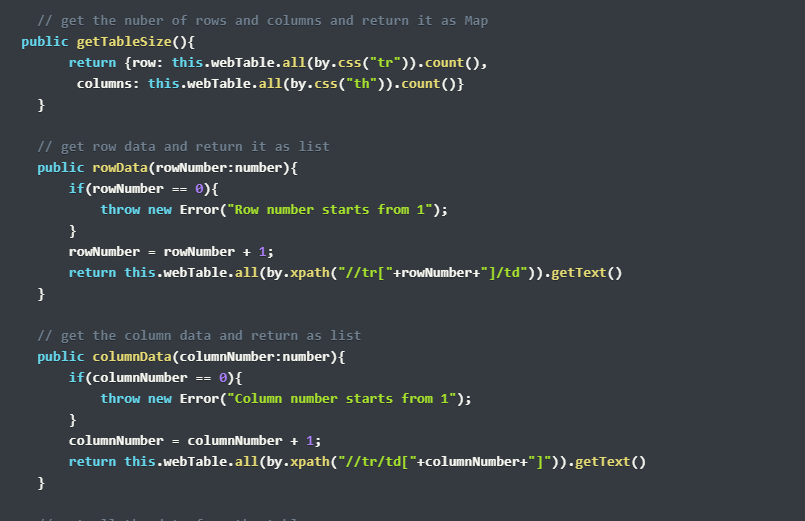 // get the nuber of rows and columns and return it as Map
public getTableSize(){
return {row: this.webTable.all(by.css("tr")).count(),
columns: this.webTable.all(by.css("th")).count()}
}
// get row data and return it as list
public rowData(rowNumber:number){
if(rowNumber == 0){
throw new Error("Row number starts from 1");
}
rowNumber = rowNumber + 1;
return this.webTable.all(by.xpath("//tr["+rowNumber+"]/td")).getText()
}
// get the column data and return as list
public columnData(columnNumber:number){
if(columnNumber == 0){
throw new Error("Column number starts from 1");
}
columnNumber = columnNumber + 1;
return this.webTable.all(by.xpath("//tr/td["+columnNumber+"]")).getText()
}